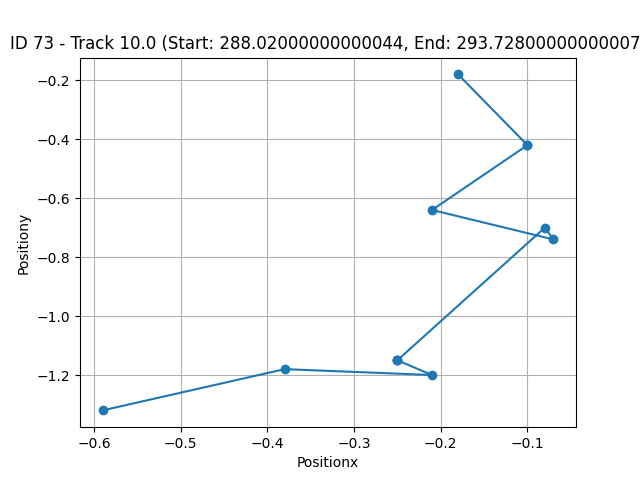 ID 73 - Track 10.0 (Start: 288.02000000000044, End: 293.72800000000007
−0.2
−0.4
−0.6
−0.8
−1.0
−1.2
Positiony
−0.6 −0.5 −0.4 −0.3 −0.2 −0.1
Positionx